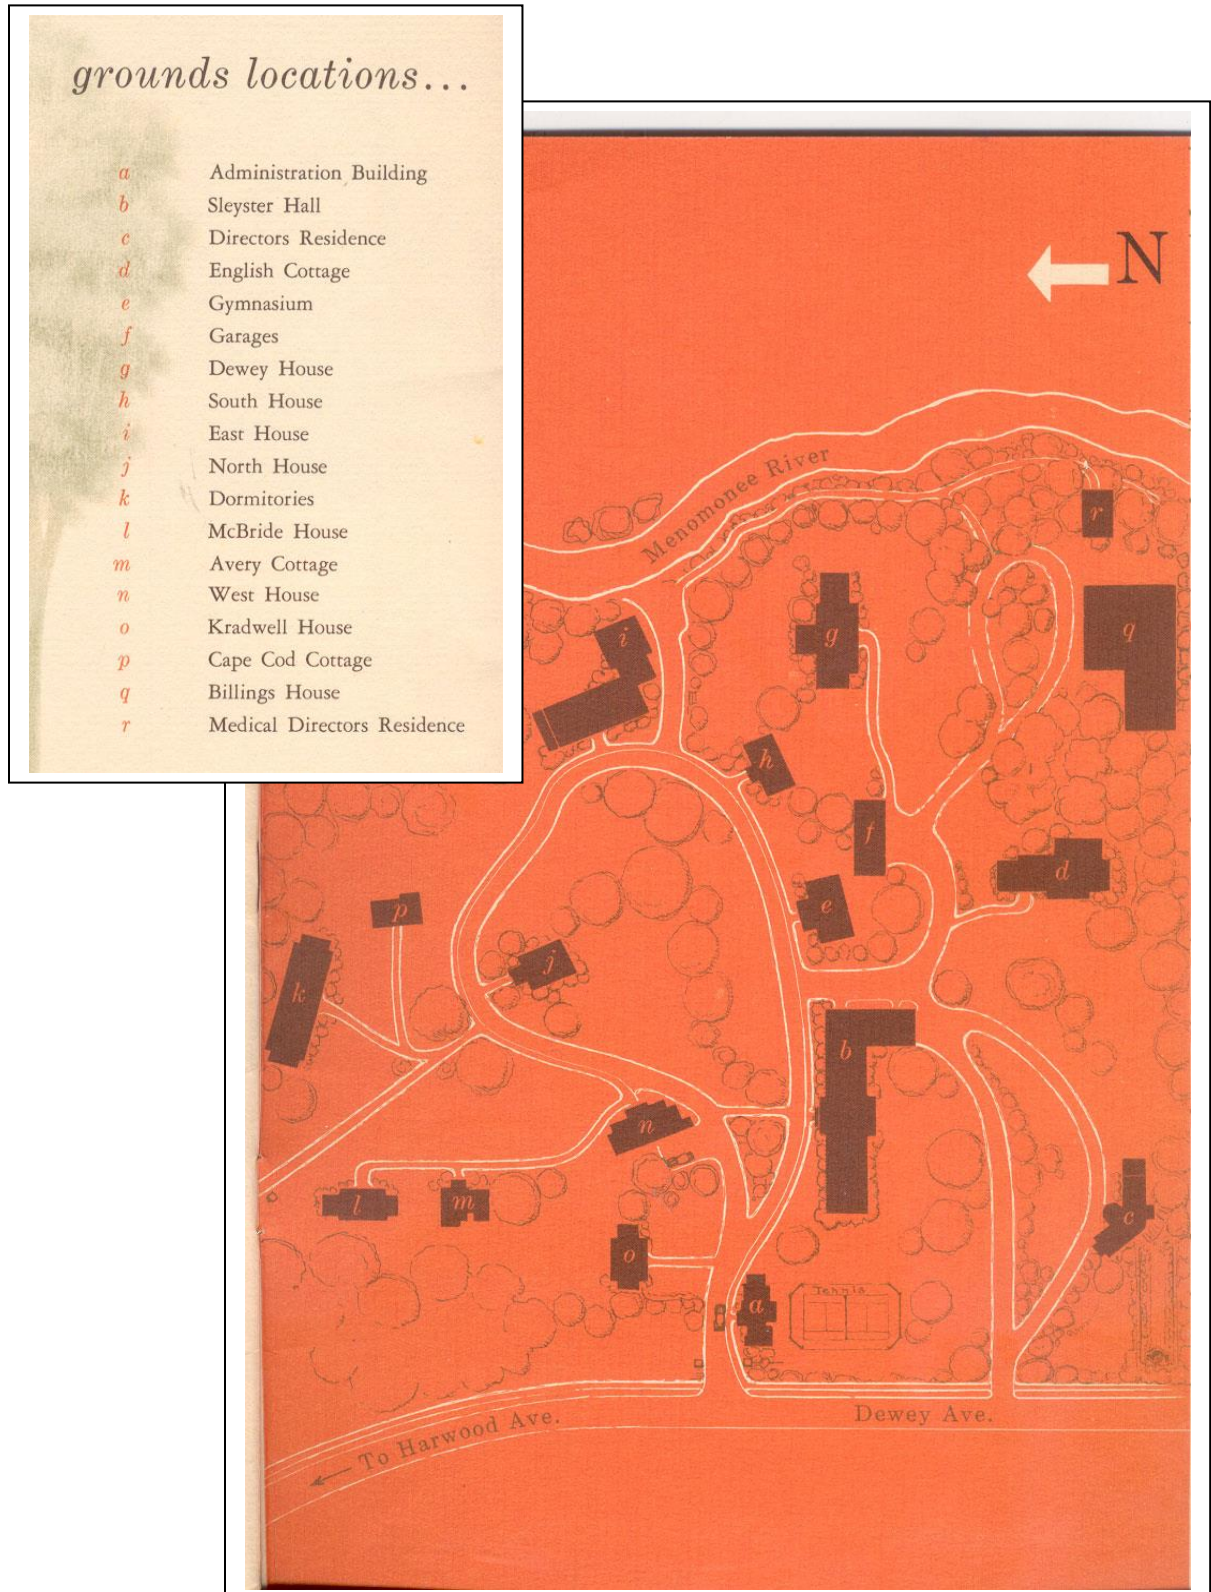 grounds locations...
a Administration Building
b Sleyster Hall
c Directors Residence
d English Cottage
e Gymnasium
f Garages
g Dewey House
h South House
i East House
j North House
k Dormitories
l McBride House
m Avery Cottage
n West House
o Kradwell House
p Cape Cod Cottage
q Billings House
r Medical Directors Residence
N
Menomonee River
r
i
g
q
h
f
d
p
e
j
k
b
n
l
m
c
o
a
Tennis
To Harwood Ave.
Dewey Ave.